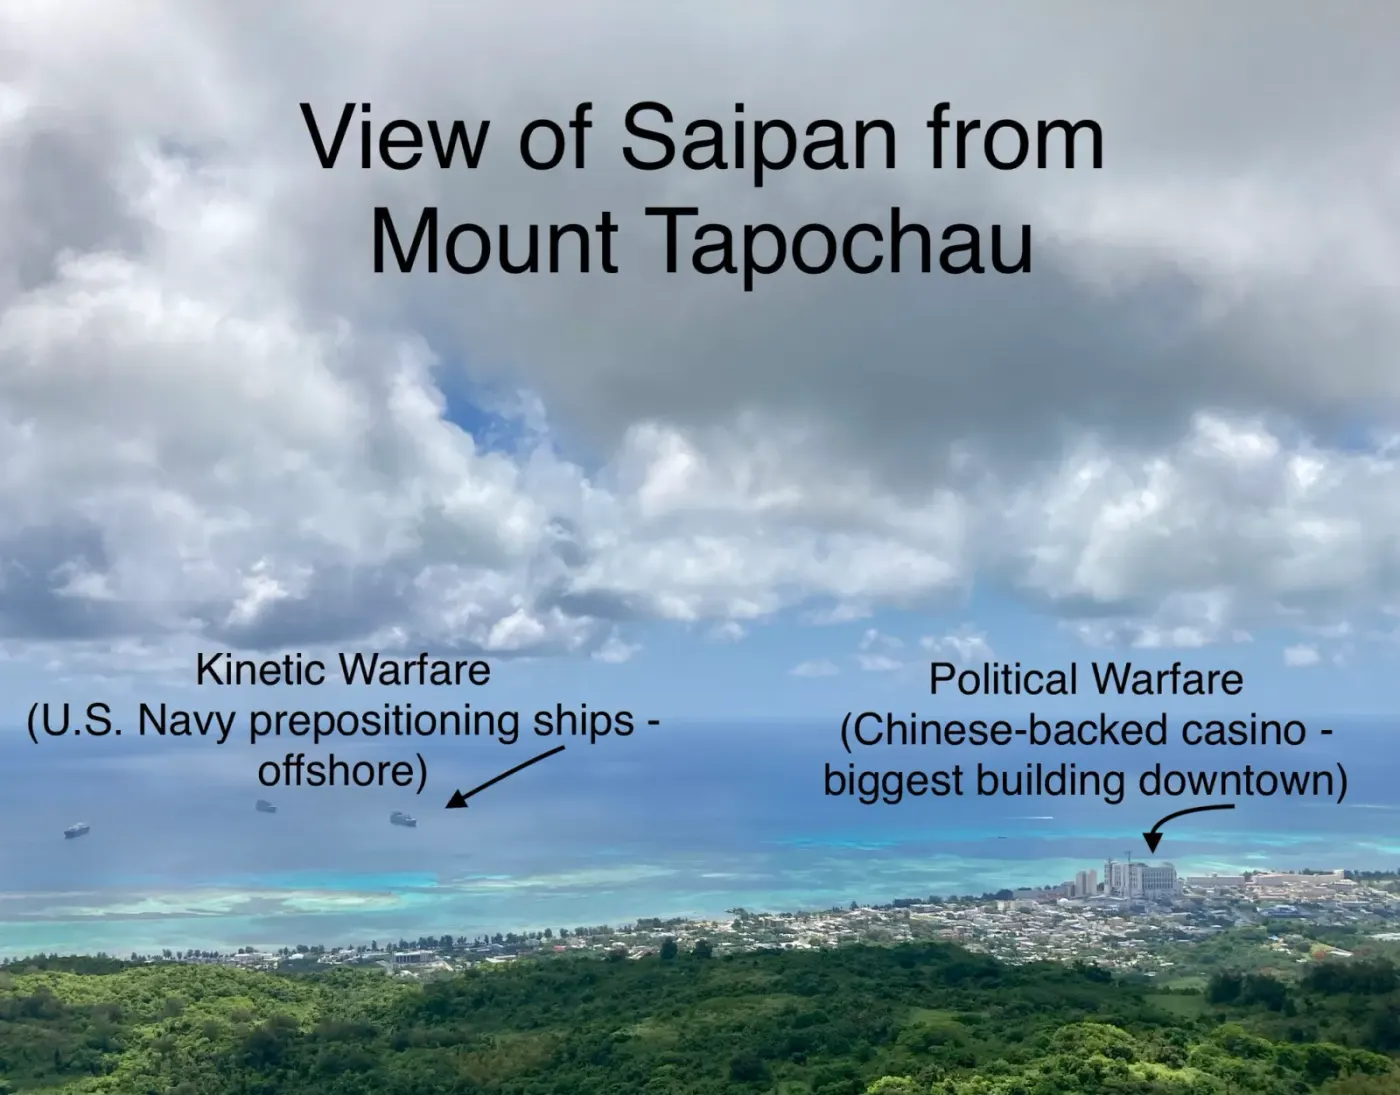 View of Saipan from
Mount Tapochau
Kinetic Warfare
(U.S. Navy prepositioning ships -
offshore)
Political Warfare
(Chinese-backed casino -
biggest building downtown)